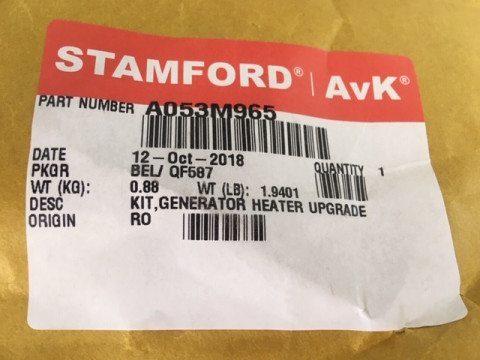 STAMFORD® | AvK®
PART NUMBER A053M965
DATE 12-Oct-2018
PKGR BEL/ QF587 QUANTITY 1
WT (KG): 0.88 WT (LB): 1.9401
DESC KIT,GENERATOR HEATER UPGRADE
ORIGIN RO